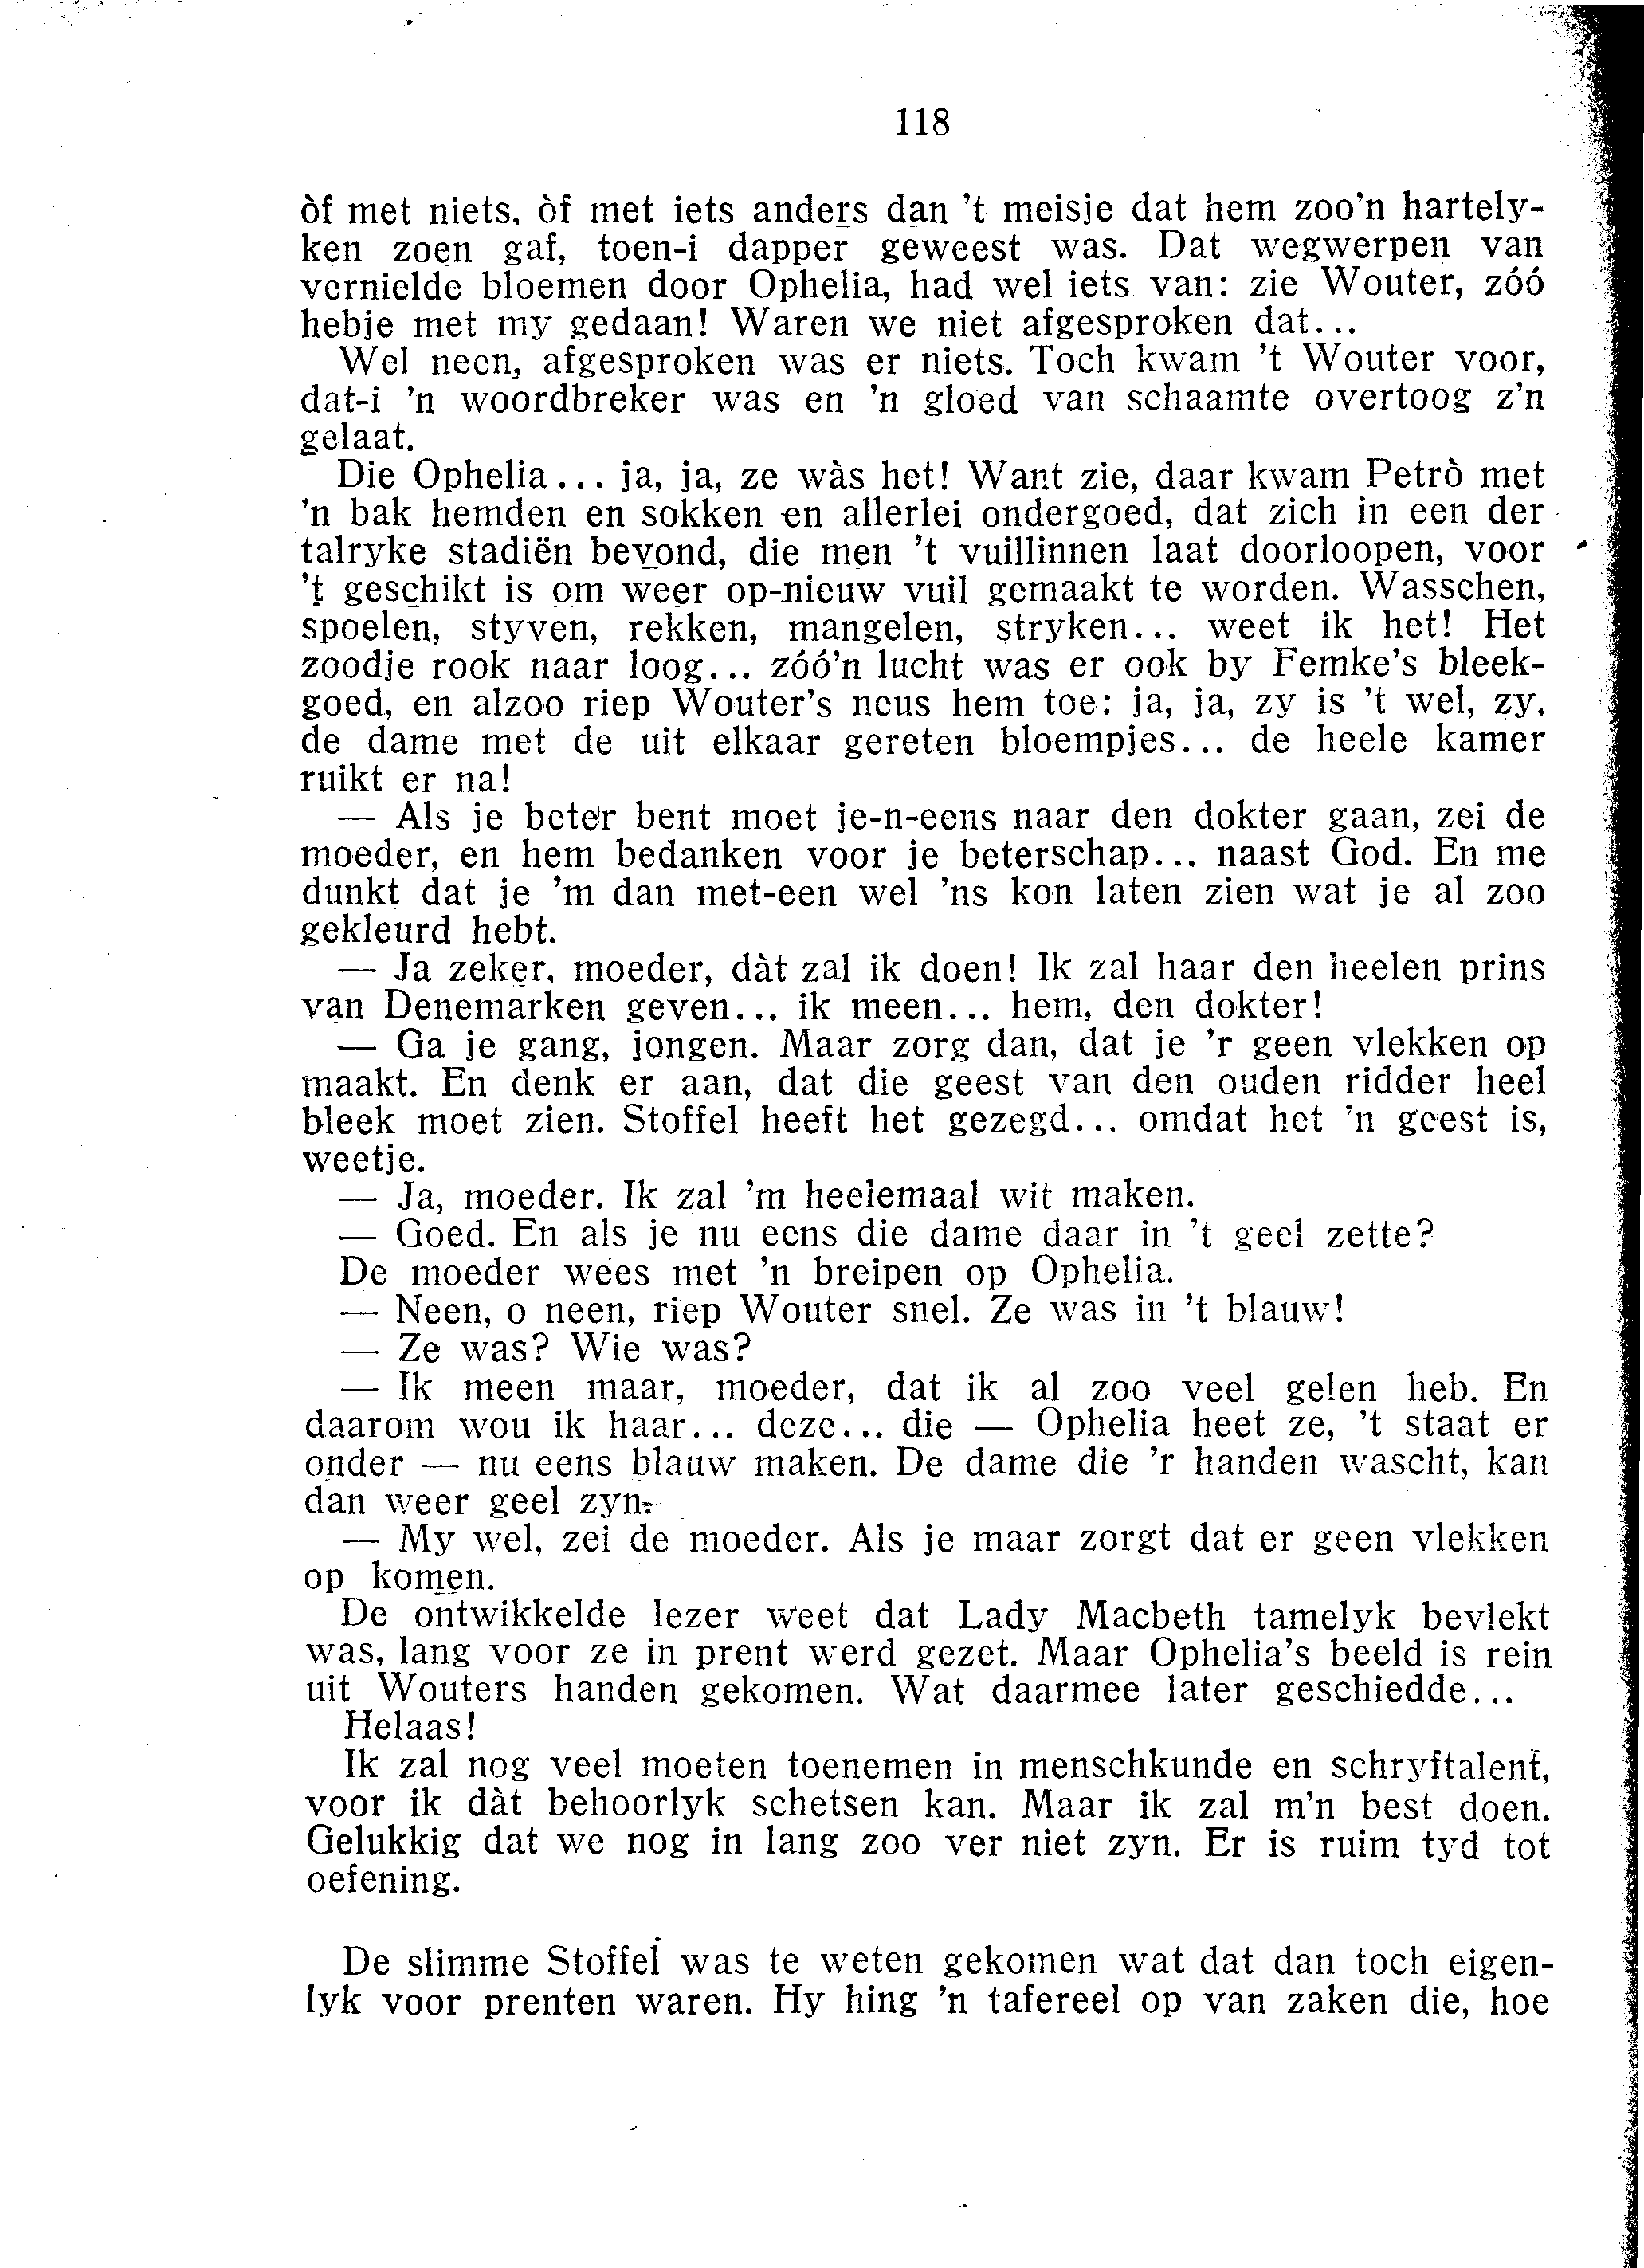 118
òf met niets, òf met iets anders dan 't meisje dat hem zoo'n hartely-
ken zoen gaf, toen-i dapper geweest was. Dat wegwerpen van
vernielde bloemen door Ophelia, had wel iets van: zie Wouter, zóó
hebje met my gedaan! Waren we niet afgesproken dat...
Wel neen, afgesproken was er niets. Toch kwam 't Wouter voor,
dat-i 'n woordbreker was en 'n gloed van schaamte overtoog z'n
gelaat.
Die Ophelia... ja, ja, ze wàs het! Want zie, daar kwam Petrò met
'n bak hemden en sokken en allerlei ondergoed, dat zich in een der
talryke stadiën bevond, die men 't vuillinnen laat doorloopen, voor
't geschikt is om weer op-nieuw vuil gemaakt te worden. Wasschen,
spoelen, styven, rekken, mangelen, stryken... weet ik het! Het
zoodje rook naar loog... zóó'n lucht was er ook by Femke's bleek-
goed, en alzoo riep Wouter's neus hem toe: ja, ja, zy is 't wel, zy,
de dame met de uit elkaar gereten bloempjes... de heele kamer
ruikt er na!
— Als je beter bent moet je-n-eens naar den dokter gaan, zei de
moeder, en hem bedanken voor je beterschap... naast God. En me
dunkt dat je 'm dan met-een wel 'ns kon laten zien wat je al zoo
gekleurd hebt.
— Ja zeker, moeder, dàt zal ik doen! Ik zal haar den heelen prins
van Denemarken geven... ik meen... hem, den dokter!
— Ga je gang, jongen. Maar zorg dan, dat je 'r geen vlekken op
maakt. En denk er aan, dat die geest van den ouden ridder heel
bleek moet zien. Stoffel heeft het gezegd... omdat het 'n geest is,
weetje.
— Ja, moeder. Ik zal 'm heelemaal wit maken.
— Goed. En als je nu eens die dame daar in 't geel zette?
De moeder wees met 'n breipen op Ophelia.
— Neen, o neen, riep Wouter snel. Ze was in 't blauw!
— Ze was? Wie was?
— Ik meen maar, moeder, dat ik al zoo veel gelen heb. En
daarom wou ik haar... deze... die — Ophelia heet ze, 't staat er
onder — nu eens blauw maken. De dame die 'r handen wascht, kan
dan weer geel zyn.
— My wel, zei de moeder. Als je maar zorgt dat er geen vlekken
op komen.
De ontwikkelde lezer weet dat Lady Macbeth tamelyk bevlekt
was, lang voor ze in prent werd gezet. Maar Ophelia's beeld is rein
uit Wouters handen gekomen. Wat daarmee later geschiedde...
Helaas!
Ik zal nog veel moeten toenemen in menschkunde en schryftalent,
voor ik dàt behoorlyk schetsen kan. Maar ik zal m'n best doen.
Gelukkig dat we nog in lang zoo ver niet zyn. Er is ruim tyd tot
oefening.
De slimme Stoffel was te weten gekomen wat dat dan toch eigen-
lyk voor prenten waren. Hy hing 'n tafereel op van zaken die, hoe